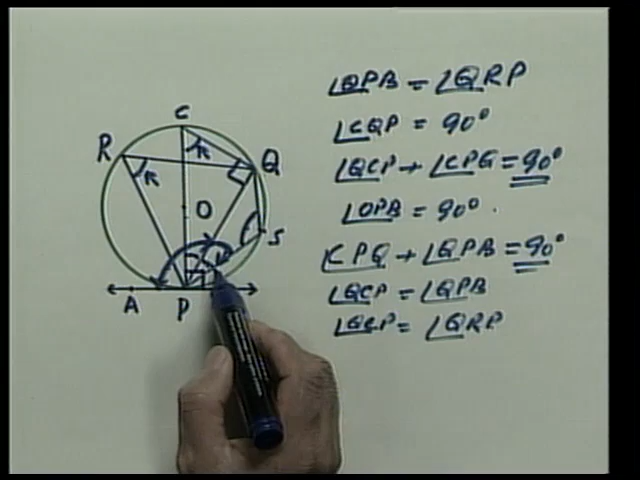 ∠QPB = ∠QRP
∠CQP = 90°
∠QCP + ∠CPQ = 90°
∠OPB = 90°.
∠CPQ + ∠QPB = 90°
∠QCP = ∠QPB
∠QCP = ∠QRP
C
R
Q
O
S
A
P